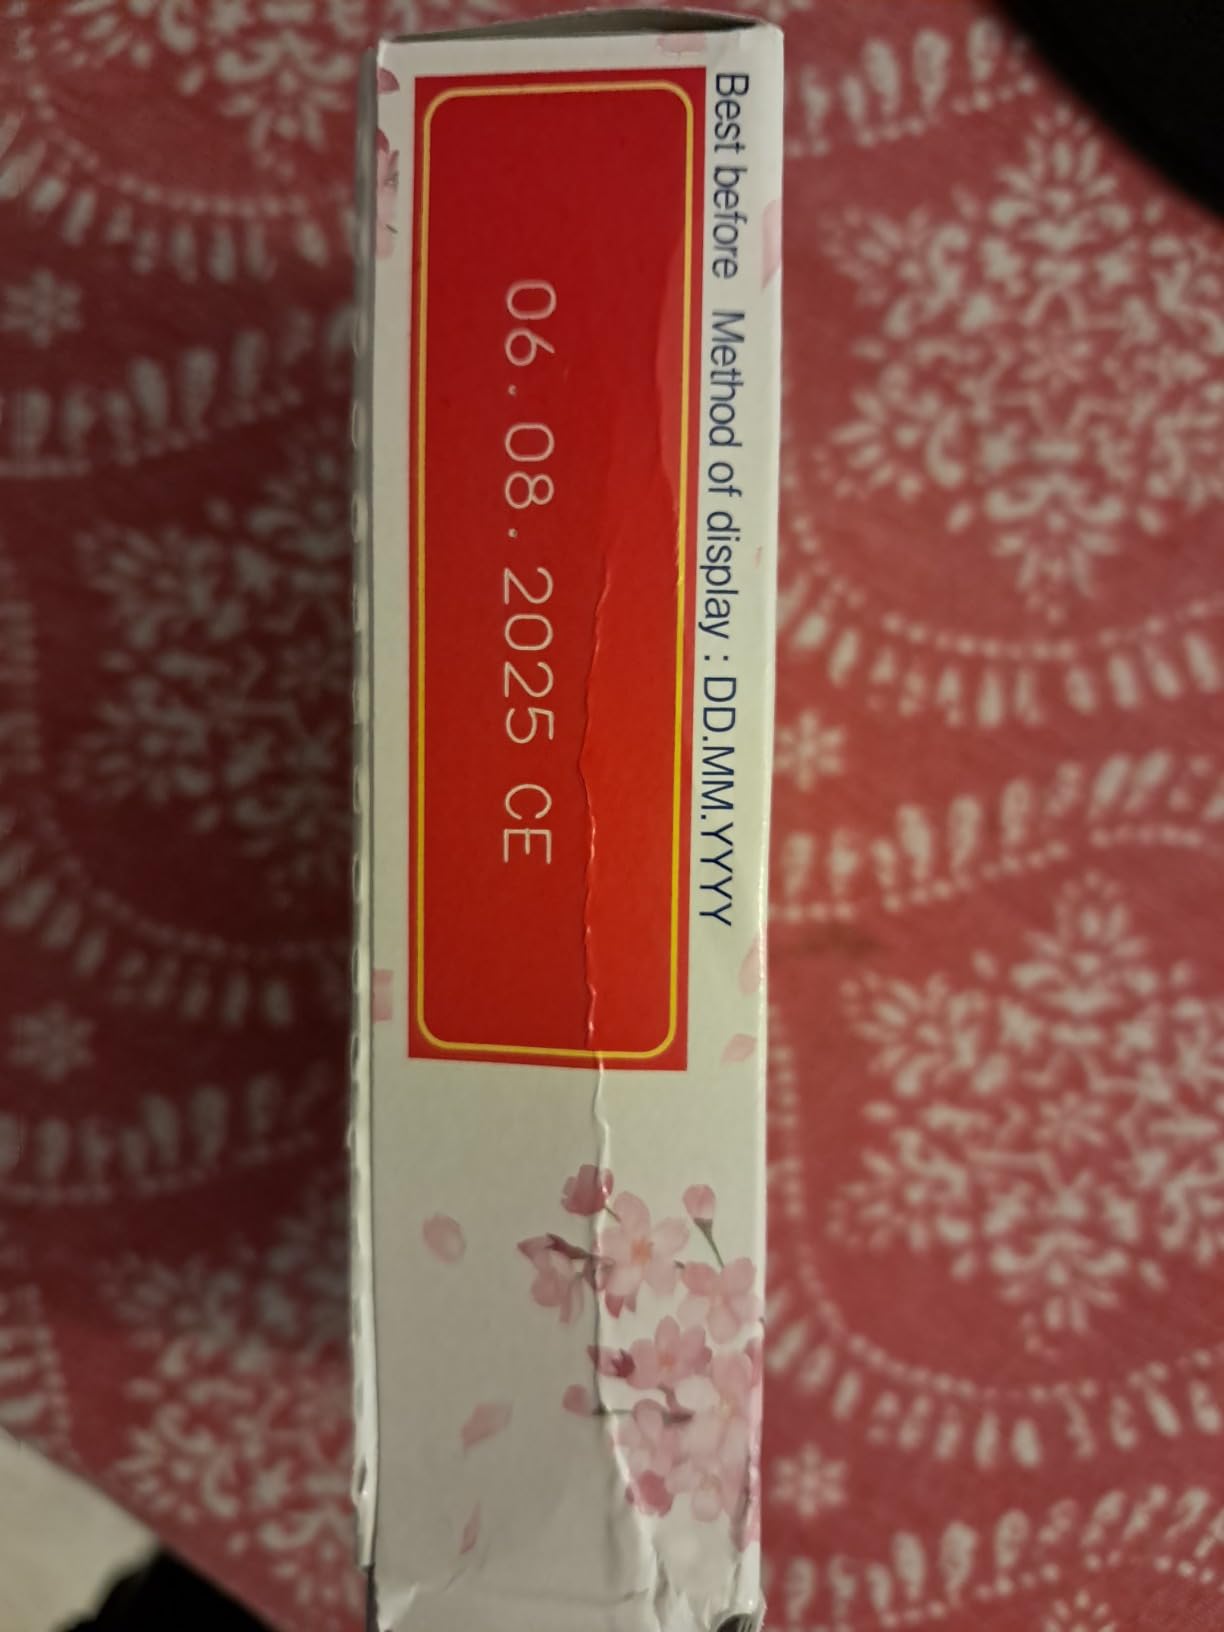 Best before Method of display : DD.MM.YYYY
06.08.2025 CE